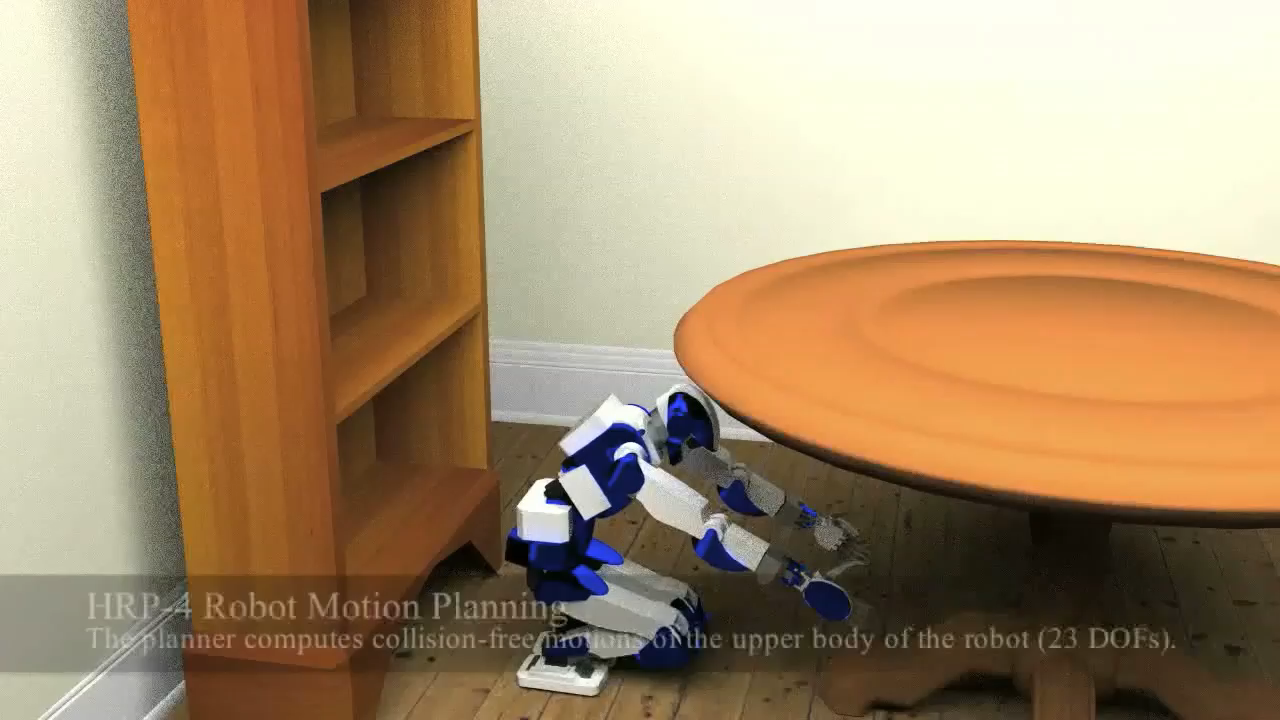 HRP-4 Robot Motion Planning
The planner computes collision-free motions of the upper body of the robot (23 DOFs).